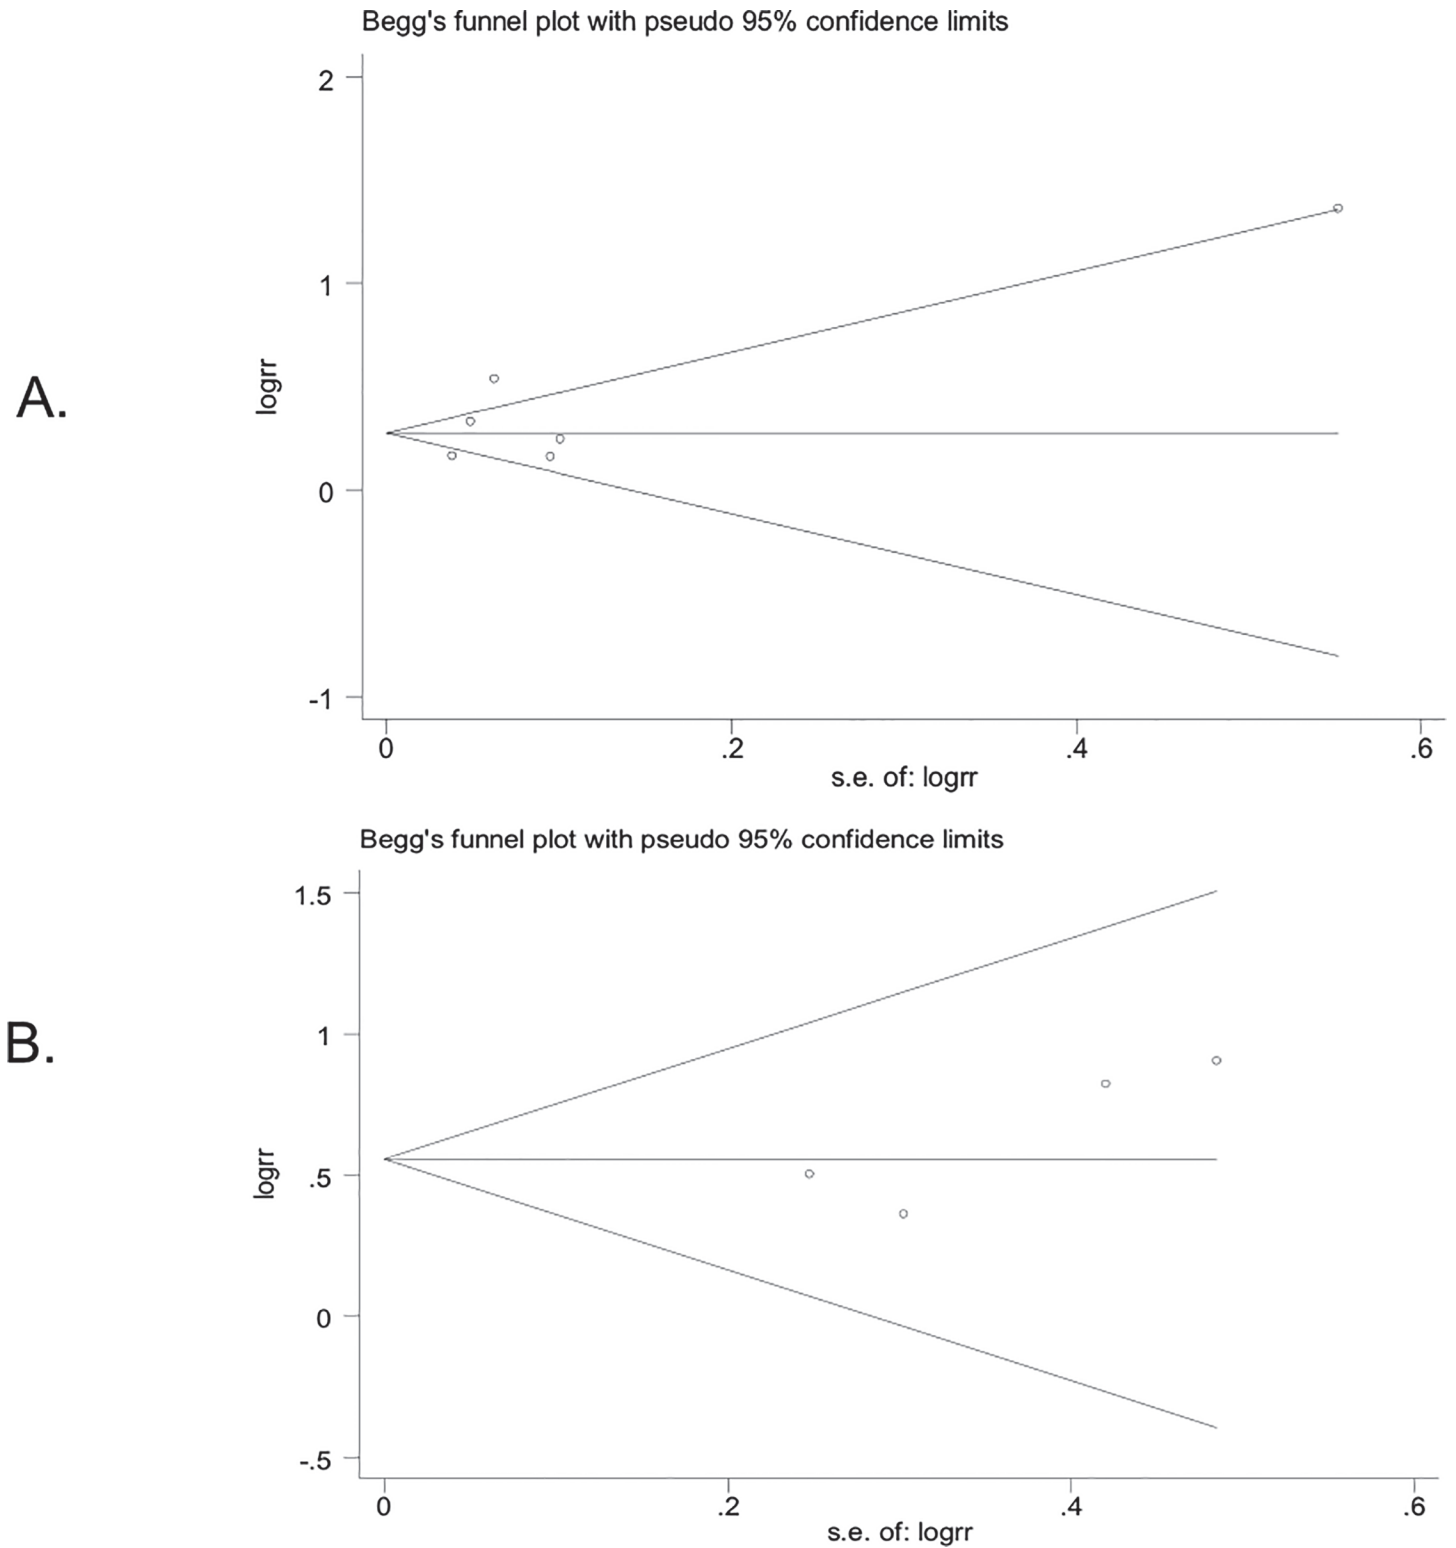 Begg's funnel plot with pseudo 95% confidence limits
2
1
0
-1
logrr
A.
0 .2 .4 .6
s.e. of: logrr
Begg's funnel plot with pseudo 95% confidence limits
1.5
1
.5
0
-.5
logrr
B.
0 .2 .4 .6
s.e. of: logrr